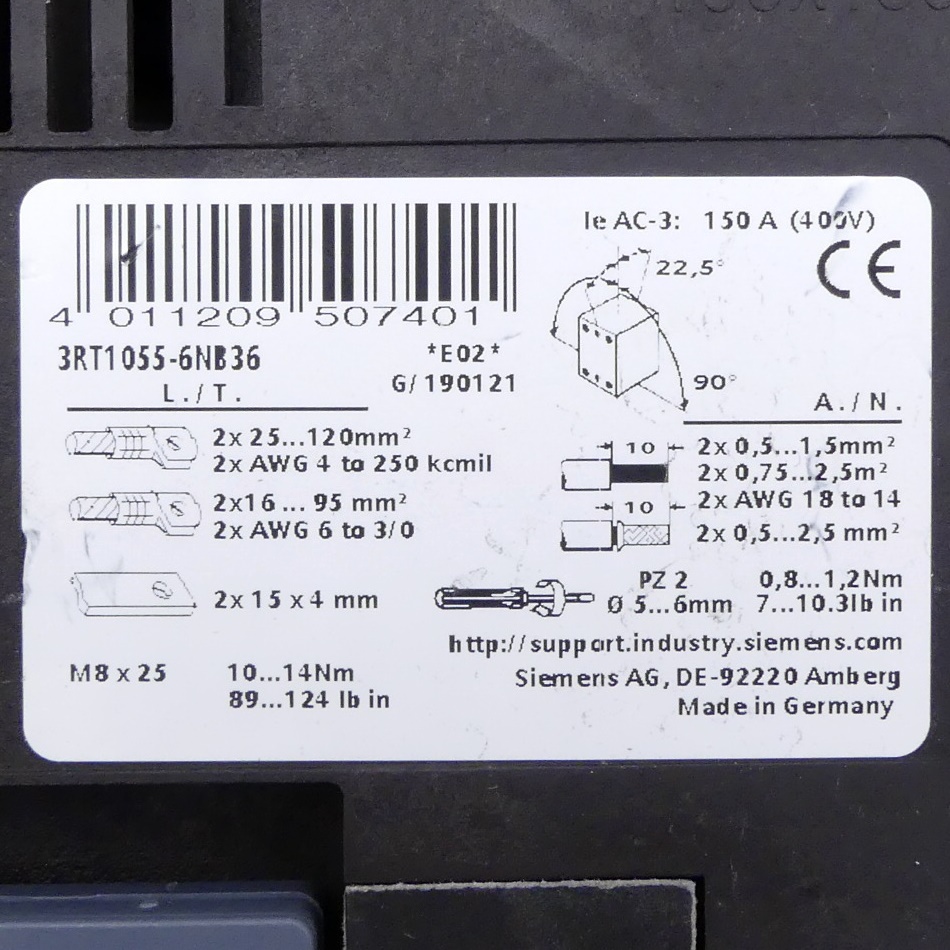 Ie AC-3: 150 A (400V)
22,5°
CE
4 011209 507401
3RT1055-6NB36
*E02*
G/190121
90°
L./T.
A./N.
2x 25...120mm²
2x AWG 4 to 250 kcmil
10
2x 0,5...1,5mm²
2x 0,75...2,5m²
2x AWG 18 to 14
2x16 ... 95 mm²
2x AWG 6 to 3/0
10
2x 0,5...2,5 mm²
2x 15 x 4 mm
PZ 2 0,8...1,2Nm
Ø 5...6mm 7...10.3lb in
http://support.industry.siemens.com
M8 x 25 10...14Nm
89...124 lb in
Siemens AG, DE-92220 Amberg
Made in Germany